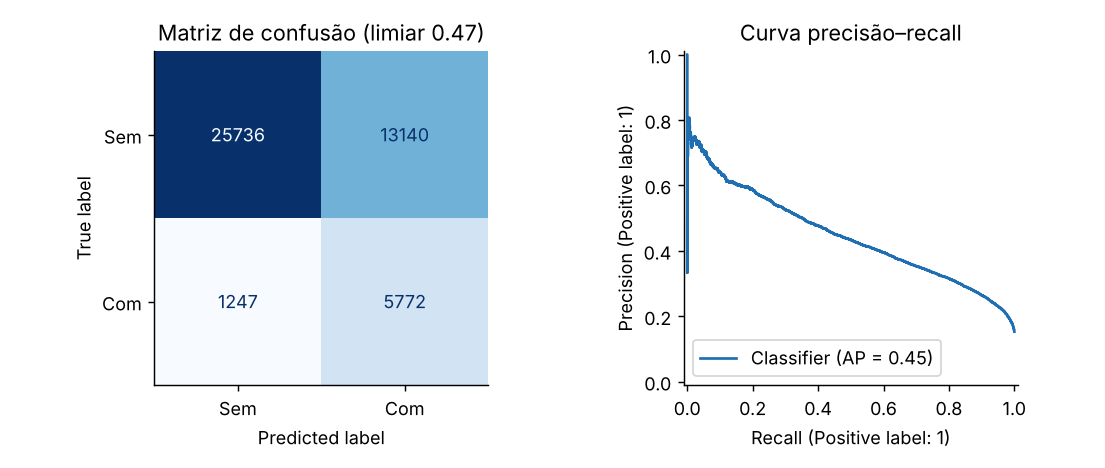 Matriz de confusão (limiar 0.47)
True label
Sem
25736
13140
Com
1247
5772
Sem
Com
Predicted label
Curva precisão–recall
Precision (Positive label: 1)
1.0
0.8
0.6
0.4
0.2
0.0
Classifier (AP = 0.45)
0.0
0.2
0.4
0.6
0.8
1.0
Recall (Positive label: 1)